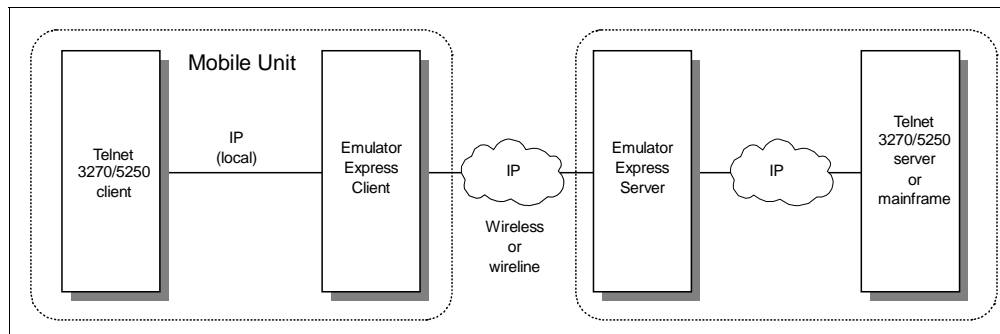 Mobile Unit
Telnet
3270/5250
client
IP
(local)
Emulator
Express
Client
IP
Wireless
or
wireline
Emulator
Express
Server
IP
Telnet
3270/5250
server
or
mainframe